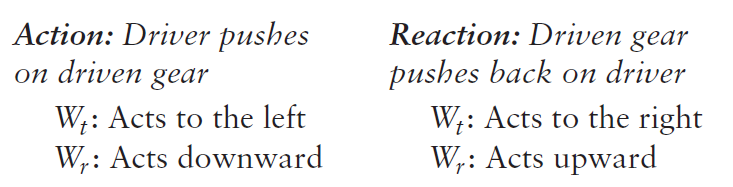 Action: Driver pushes
on driven gear
Wt: Acts to the left
Wr: Acts downward
Reaction: Driven gear
pushes back on driver
Wt: Acts to the right
Wr: Acts upward